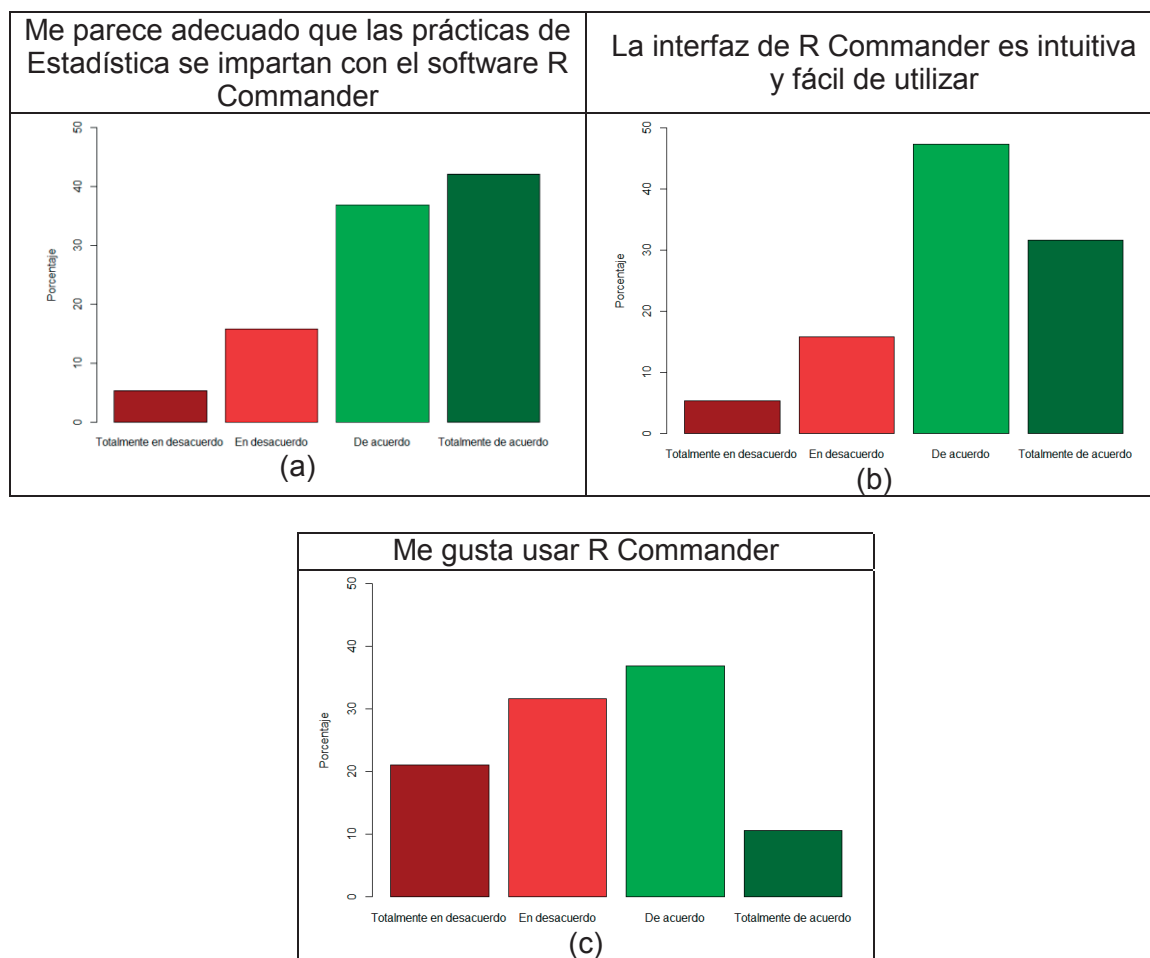 Me parece adecuado que las prácticas de
Estadística se impartan con el software R
Commander
La interfaz de R Commander es intuitiva
y fácil de utilizar
50
40
30
20
10
0
Porcentaje
Totalmente en desacuerdo En desacuerdo De acuerdo Totalmente de acuerdo
(a)
50
40
30
20
10
0
Porcentaje
Totalmente en desacuerdo En desacuerdo De acuerdo Totalmente de acuerdo
(b)
Me gusta usar R Commander
50
40
30
20
10
0
Porcentaje
Totalmente en desacuerdo En desacuerdo De acuerdo Totalmente de acuerdo
(c)